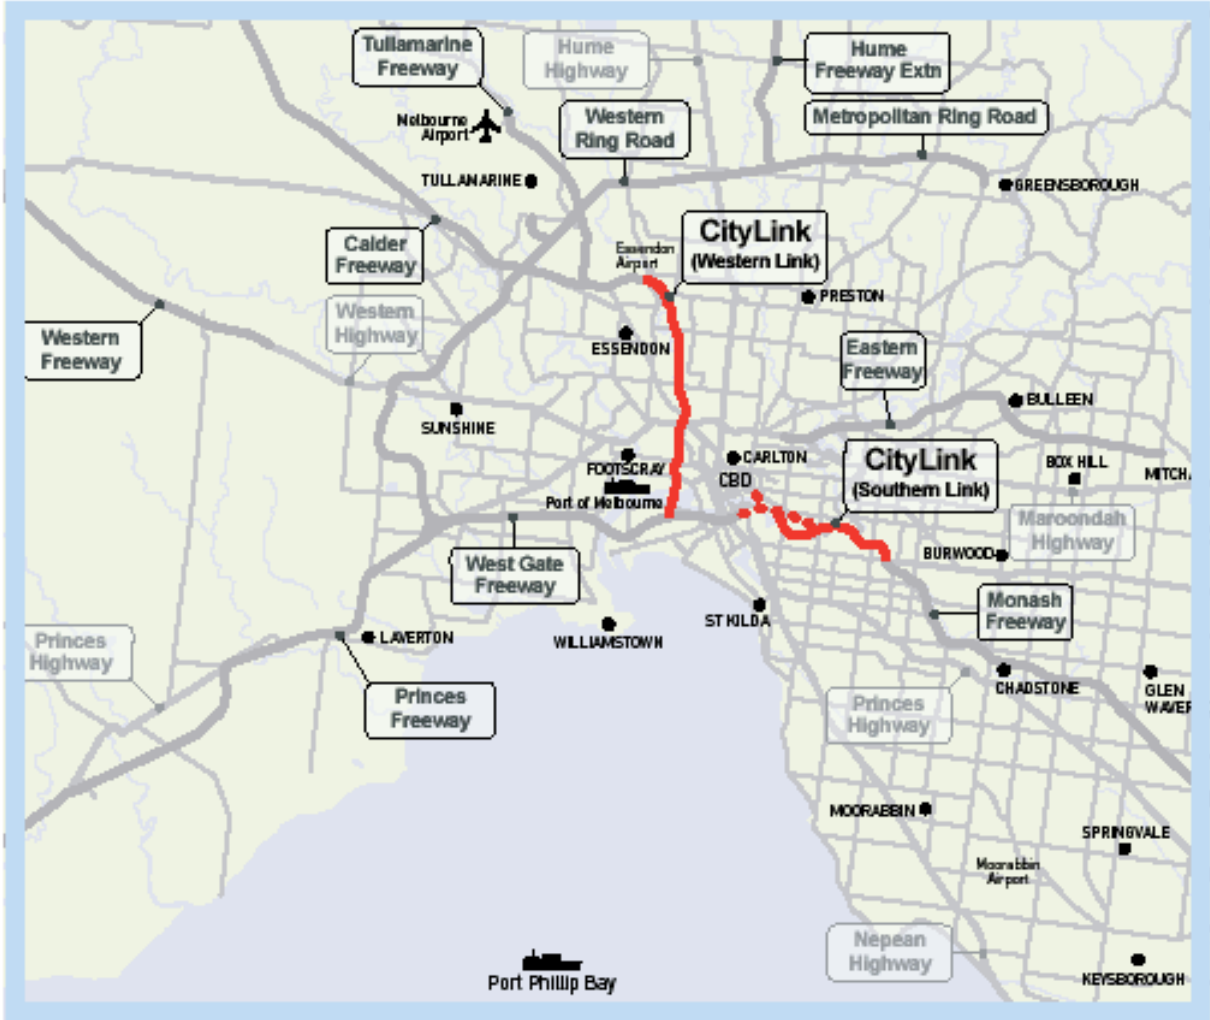 Tullamarine
Freeway
Hume
Highway
Hume
Freeway Extn
Melbourne
Airport
Western
Ring Road
Metropolitan Ring Road
TULLAMARINE
GREENSBOROUGH
CityLink
(Western Link)
Calder
Freeway
Essendon
Airport
PRESTON
Western
Highway
Western
Freeway
ESSENDON
Eastern
Freeway
BULLEEN
SUNSHINE
FOOTSCRAY
CARLTON
CBD
CityLink
(Southern Link)
BOX HILL
MITCH
Port of Melbourne
Maroondah
Highway
BURWOOD
West Gate
Freeway
Monash
Freeway
ST KILDA
LAVERTON
WILLIAMSTOWN
Princes
Highway
CHADSTONE
GLEN
WAVER
Princes
Freeway
Princes
Highway
MOORABBIN
SPRINGVALE
Moorabbin
Airport
Nepean
Highway
Port Phillip Bay
KEYSBOROUGH